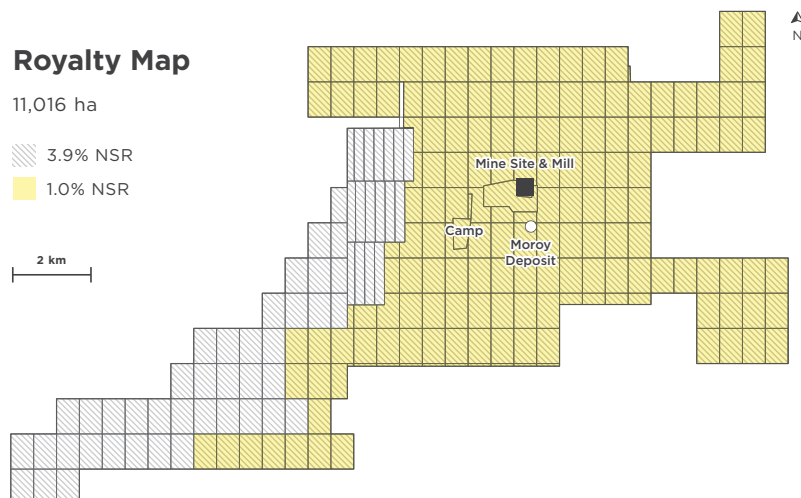 Royalty Map
11,016 ha
3.9% NSR
1.0% NSR
2 km
N
Mine Site & Mill
Camp
Moroy
Deposit